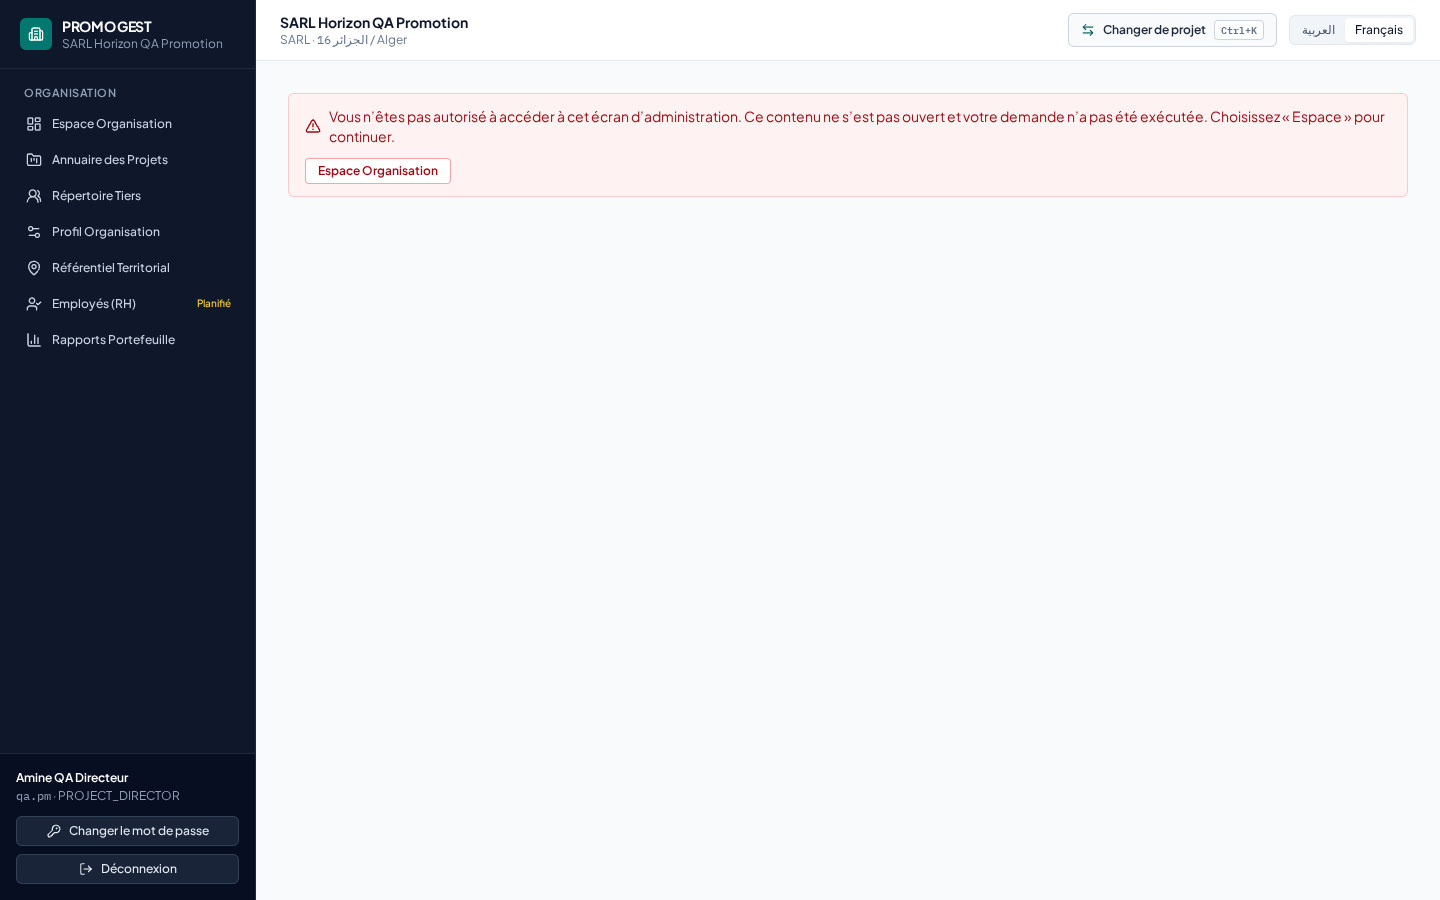 PROMOGEST
SARL Horizon QA Promotion
ORGANISATION
Espace Organisation
Annuaire des Projets
Répertoire Tiers
Profil Organisation
Référentiel Territorial
Employés (RH)
Planifié
Rapports Portefeuille
Amine QA Directeur
qa.pm · PROJECT_DIRECTOR
Changer le mot de passe
Déconnexion
SARL Horizon QA Promotion
SARL · 16 الجزائر / Alger
Changer de projet
Ctrl+K
العربية
Français
Vous n’êtes pas autorisé à accéder à cet écran d’administration. Ce contenu ne s’est pas ouvert et votre demande n’a pas été exécutée. Choisissez « Espace » pour
continuer.
Espace Organisation